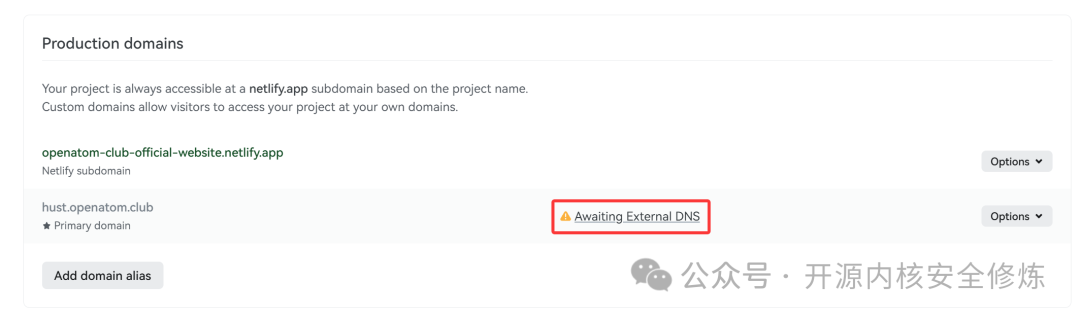 Production domains
Your project is always accessible at a netlify.app subdomain based on the project name.
Custom domains allow visitors to access your project at your own domains.
openatom-club-official-website.netlify.app
Options
Netlify subdomain
hust.openatom.club
Awaiting External DNS
Options
★ Primary domain
Add domain alias
公众号 · 开源内核安全修炼